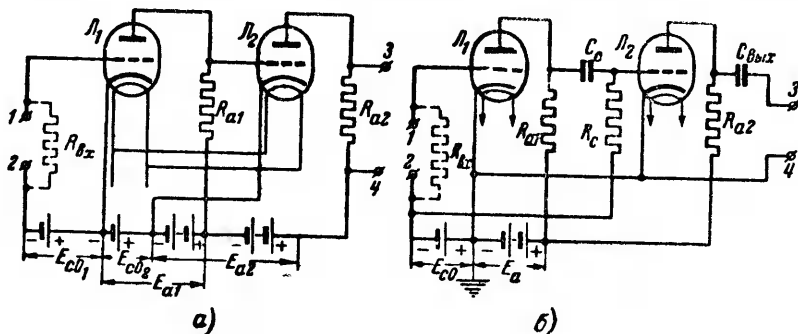 Л₁
Л₂
3
Rₐ₁
Rₐ₂
1
Rвх
2
4
− + − + − + − +
Ec0₁
Ec0₂
Eₐ₂
Eₐ₁
а)
Л₁
C₀
Л₂
Cвых
3
1
Rвх
Rₐ₁
Rc
Rₐ₂
2
4
− + − +
Ec0
Eₐ
б)